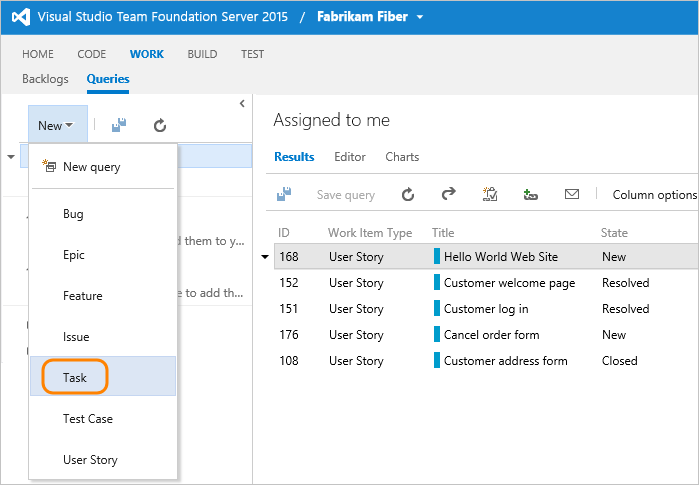 Visual Studio Team Foundation Server 2015 / Fabrikam Fiber
HOME CODE WORK BUILD TEST
Backlogs Queries
New
New query
Bug
Epic
d them to y...
Feature
e to add th...
Issue
Task
Test Case
User Story
Assigned to me
Results Editor Charts
Save query Column options
ID Work Item Type Title State
168 User Story Hello World Web Site New
152 User Story Customer welcome page Resolved
151 User Story Customer log in Resolved
176 User Story Cancel order form New
108 User Story Customer address form Closed